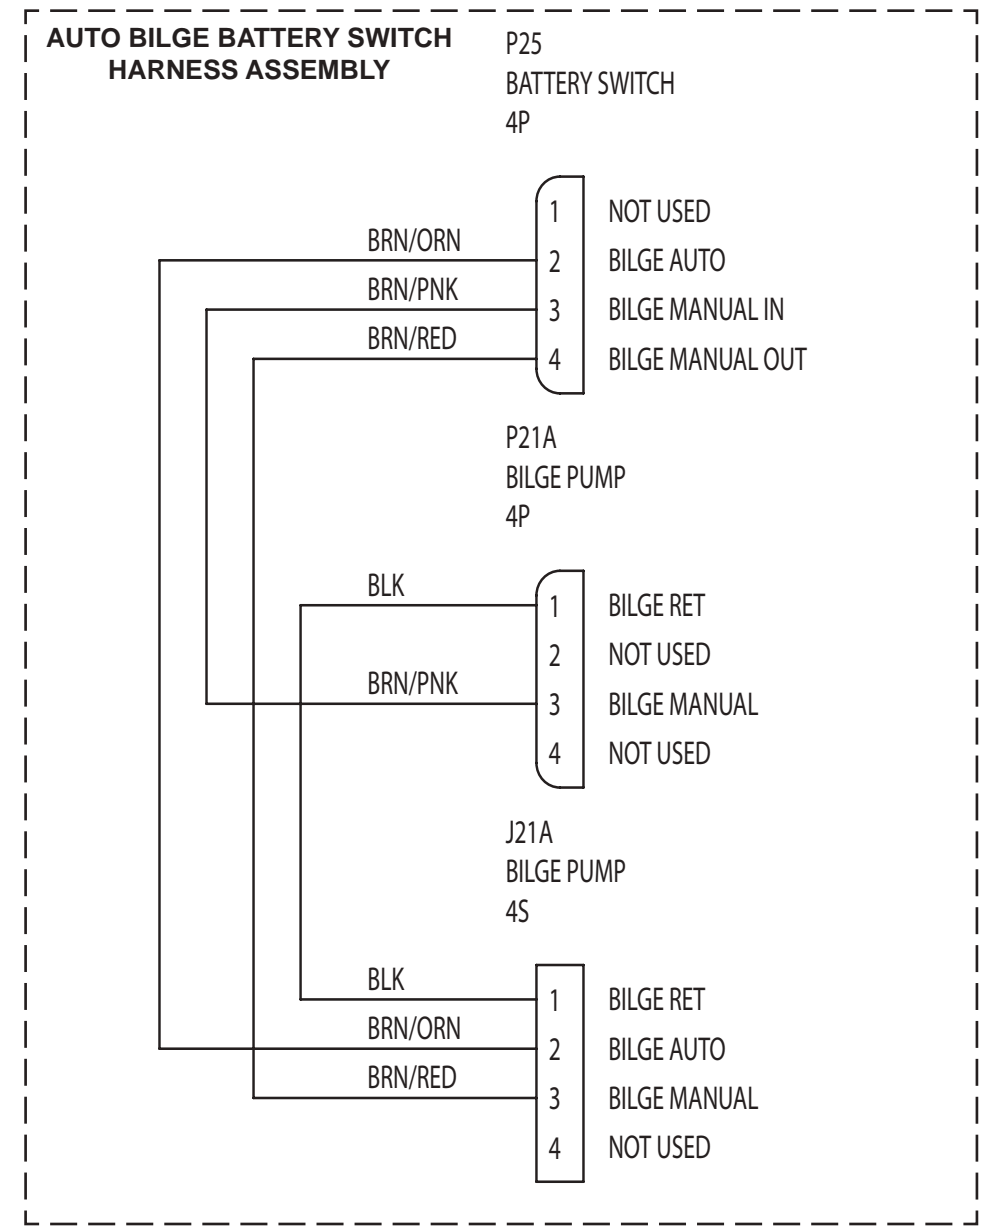 AUTO BILGE BATTERY SWITCH
HARNESS ASSEMBLY
P25
BATTERY SWITCH
4P
1 NOT USED
BRN/ORN 2 BILGE AUTO
BRN/PNK 3 BILGE MANUAL IN
BRN/RED 4 BILGE MANUAL OUT
P21A
BILGE PUMP
4P
BLK 1 BILGE RET
2 NOT USED
BRN/PNK 3 BILGE MANUAL
4 NOT USED
J21A
BILGE PUMP
4S
BLK 1 BILGE RET
BRN/ORN 2 BILGE AUTO
BRN/RED 3 BILGE MANUAL
4 NOT USED